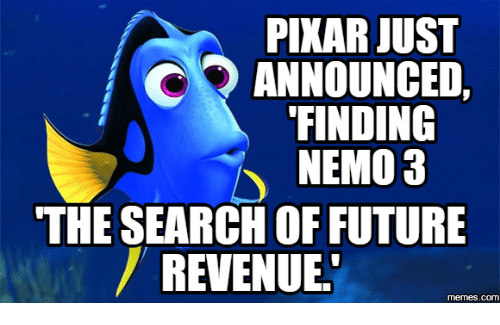 PIXAR JUST
ANNOUNCED,
'FINDING
NEMO 3
'THE SEARCH OF FUTURE
REVENUE.'
memes.com